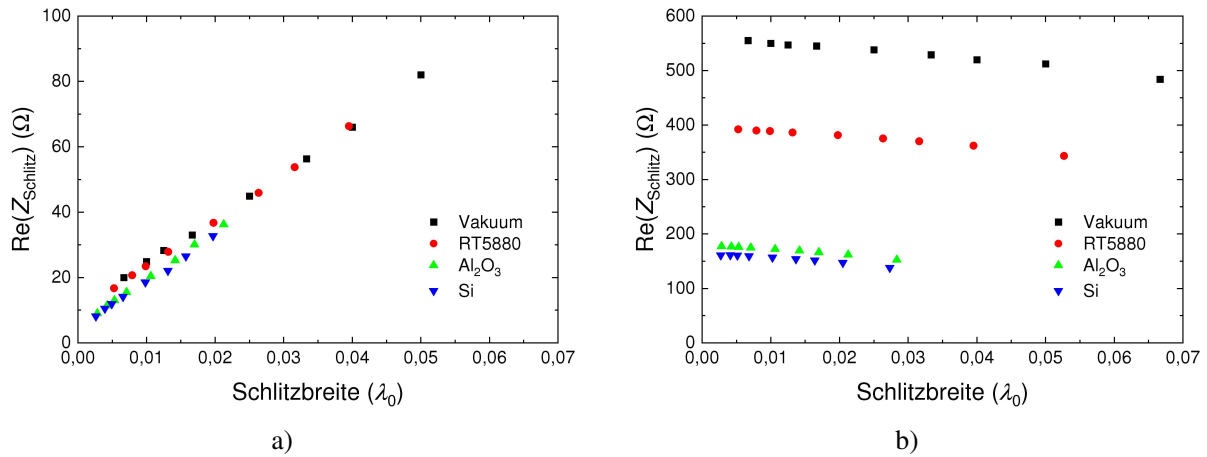 100
80
60
40
20
0
0,00 0,01 0,02 0,03 0,04 0,05 0,06 0,07
Re(Z_Schlitz) (Ω)
Schlitzbreite (λ₀)
Vakuum
RT5880
Al₂O₃
Si
a)
600
500
400
300
200
100
0
0,00 0,01 0,02 0,03 0,04 0,05 0,06 0,07
Re(Z_Schlitz) (Ω)
Schlitzbreite (λ₀)
Vakuum
RT5880
Al₂O₃
Si
b)